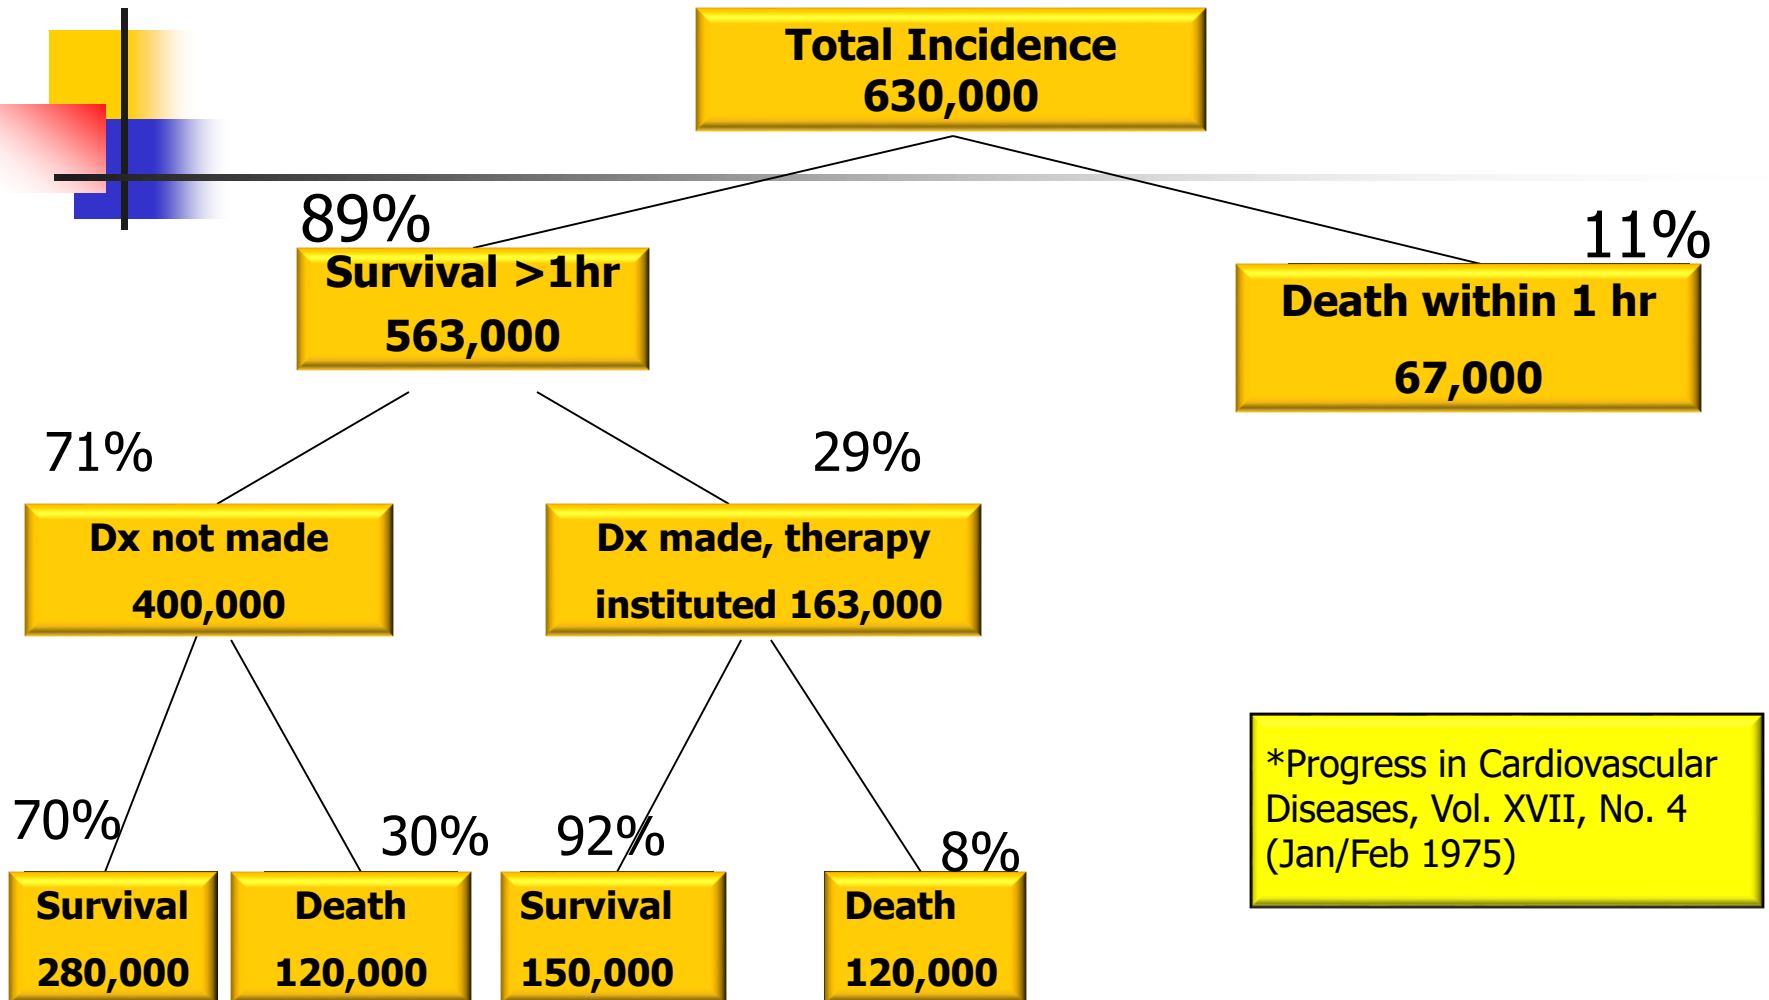 Total Incidence
630,000
89%
11%
Survival >1hr
563,000
Death within 1 hr
67,000
71%
29%
Dx not made
400,000
Dx made, therapy
instituted 163,000
70%
30%
92%
8%
Survival
280,000
Death
120,000
Survival
150,000
Death
120,000
*Progress in Cardiovascular
Diseases, Vol. XVII, No. 4
(Jan/Feb 1975)